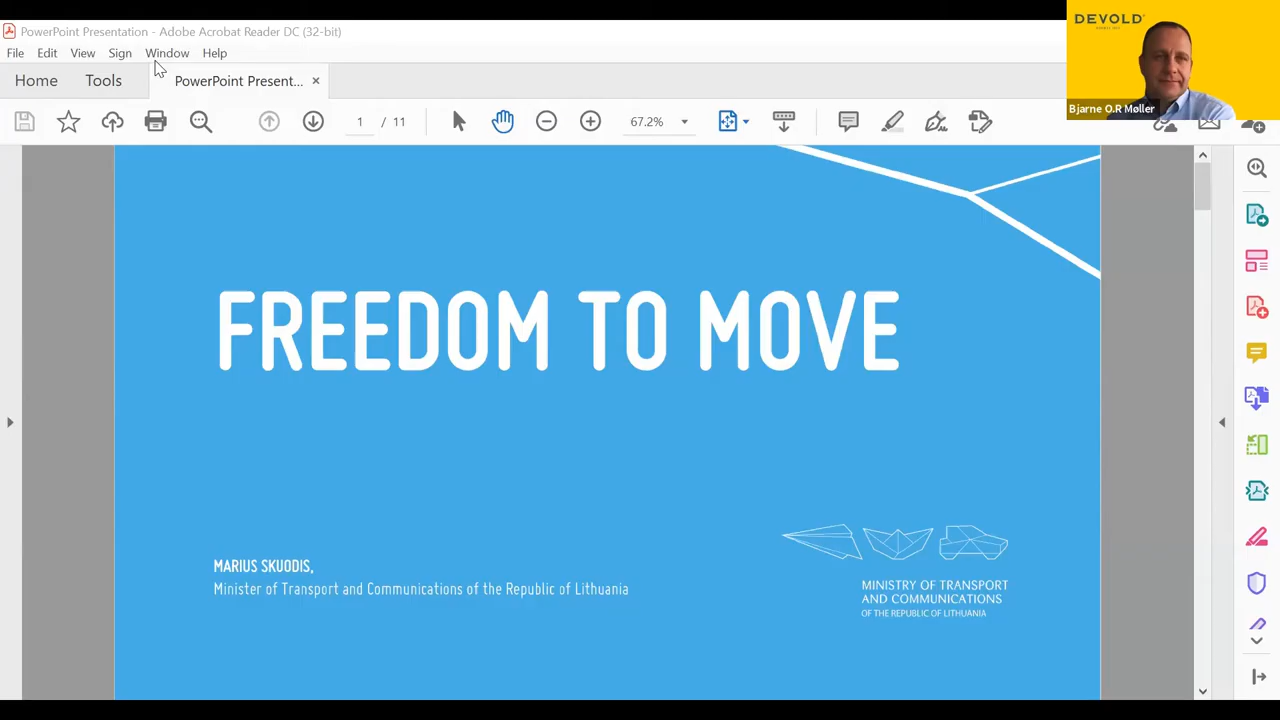 PowerPoint Presentation - Adobe Acrobat Reader DC (32-bit)
File Edit View Sign Window Help
Home Tools PowerPoint Present... ×
1 / 11 67.2%
DEVOLD®
Bjarne O.R Møller
FREEDOM TO MOVE
MARIUS SKUODIS,
Minister of Transport and Communications of the Republic of Lithuania
MINISTRY OF TRANSPORT
AND COMMUNICATIONS
OF THE REPUBLIC OF LITHUANIA